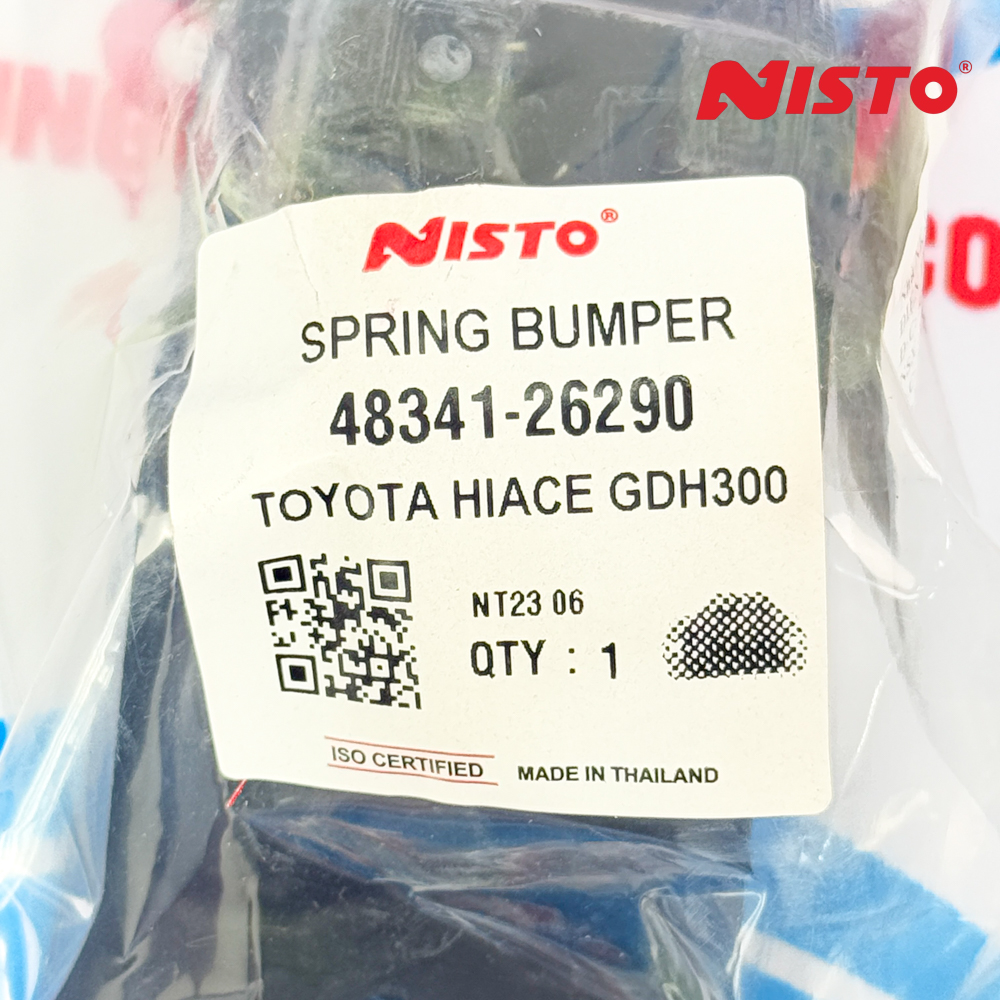 NISTO®
NISTO®
SPRING BUMPER
48341-26290
TOYOTA HIACE GDH300
NT23 06
QTY : 1
ISO CERTIFIED
MADE IN THAILAND